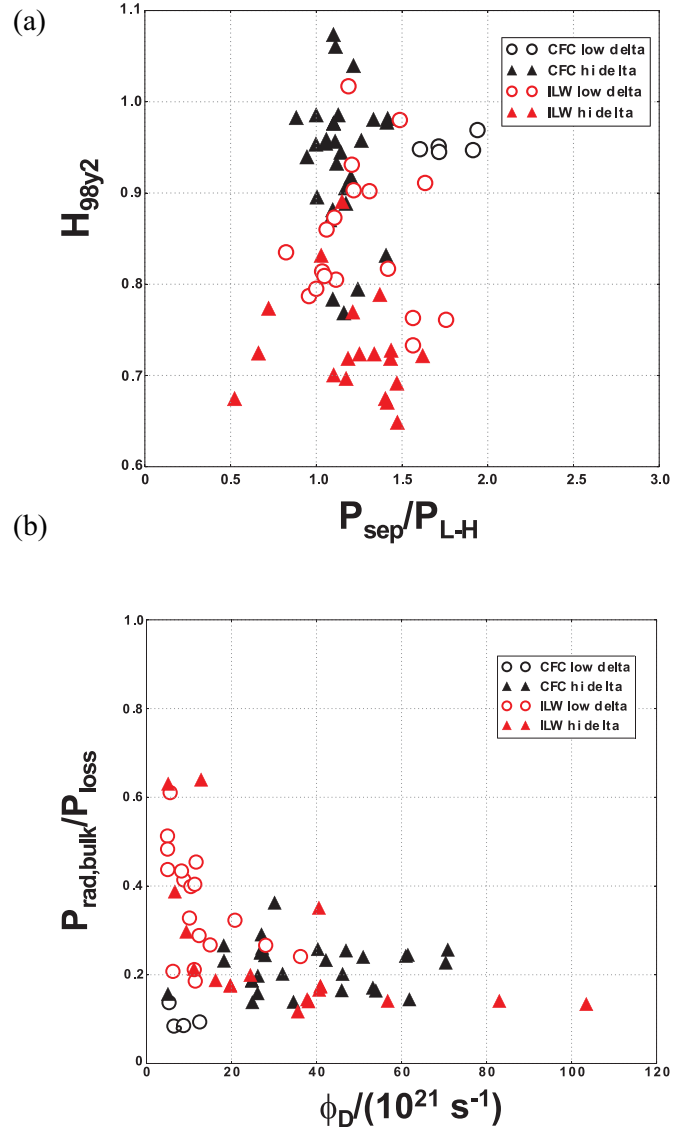 (a)
1.1
1.0
0.9
0.8
0.7
0.6
H98y2
CFC low delta
CFC hi delta
ILW low delta
ILW hi delta
0 0.5 1.0 1.5 2.0 2.5 3.0
Psep/PL-H
(b)
1.0
0.8
0.6
0.4
0.2
0
Prad,bulk/Ploss
CFC low delta
CFC hi delta
ILW low delta
ILW hi delta
0 20 40 60 80 100 120
ϕD/(10²¹ s⁻¹)